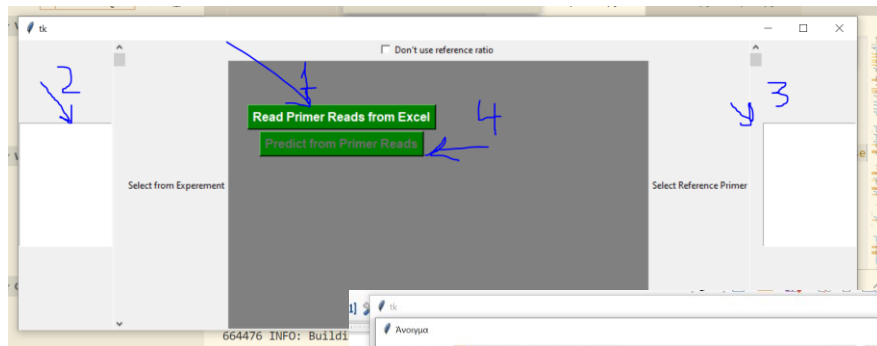 tk
Don't use reference ratio
2
1
3
Read Primer Reads from Excel
4
Predict from Primer Reads
Select from Experement
Select Reference Primer
1]
tk
664476 INFO: Buildi
Άνοιγμα